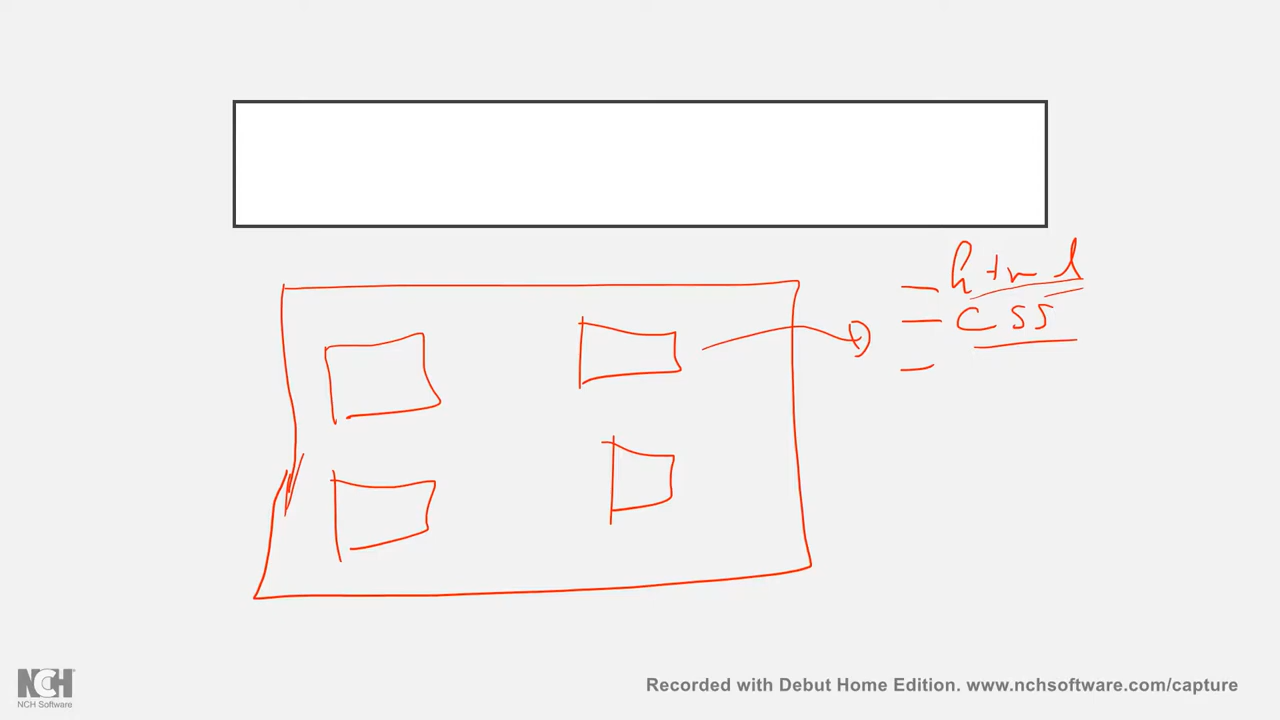 html
CSS
NCH
NCH Software
Recorded with Debut Home Edition. www.nchsoftware.com/capture